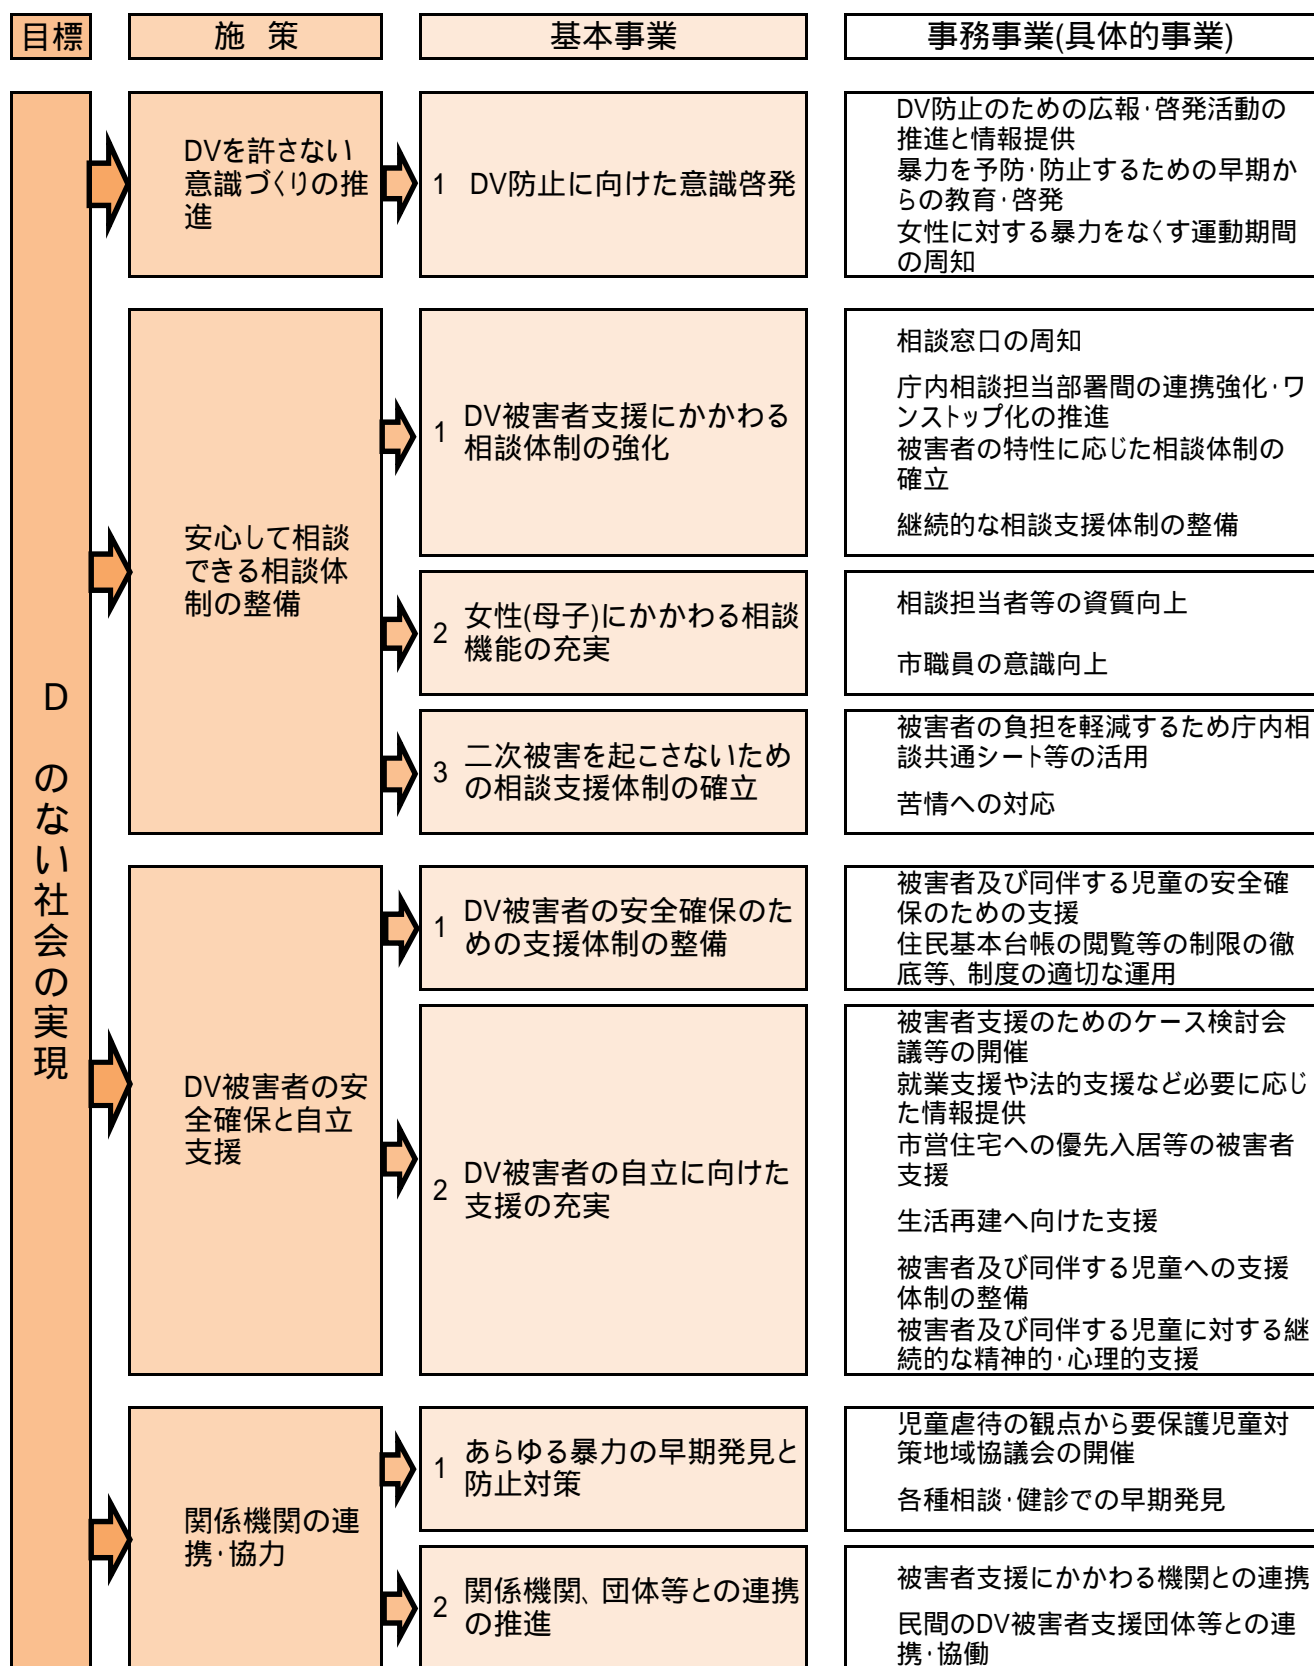 目標
施 策
基本事業
事務事業(具体的事業)
D のない社会の実現
DVを許さない
意識づくりの推
進
1 DV防止に向けた意識啓発
DV防止のための広報・啓発活動の
推進と情報提供
暴力を予防・防止するための早期か
らの教育・啓発
女性に対する暴力をなくす運動期間
の周知
安心して相談
できる相談体
制の整備
1 DV被害者支援にかかわる
相談体制の強化
相談窓口の周知
庁内相談担当部署間の連携強化・ワ
ンストップ化の推進
被害者の特性に応じた相談体制の
確立
継続的な相談支援体制の整備
2 女性(母子)にかかわる相談
機能の充実
相談担当者等の資質向上
市職員の意識向上
3 二次被害を起こさないため
の相談支援体制の確立
被害者の負担を軽減するため庁内相
談共通シート等の活用
苦情への対応
DV被害者の安
全確保と自立
支援
1 DV被害者の安全確保のた
めの支援体制の整備
被害者及び同伴する児童の安全確
保のための支援
住民基本台帳の閲覧等の制限の徹
底等、制度の適切な運用
2 DV被害者の自立に向けた
支援の充実
被害者支援のためのケース検討会
議等の開催
就業支援や法的支援など必要に応じ
た情報提供
市営住宅への優先入居等の被害者
支援
生活再建へ向けた支援
被害者及び同伴する児童への支援
体制の整備
被害者及び同伴する児童に対する継
続的な精神的・心理的支援
関係機関の連
携・協力
1 あらゆる暴力の早期発見と
防止対策
児童虐待の観点から要保護児童対
策地域協議会の開催
各種相談・健診での早期発見
2 関係機関、団体等との連携
の推進
被害者支援にかかわる機関との連携
民間のDV被害者支援団体等との連
携・協働